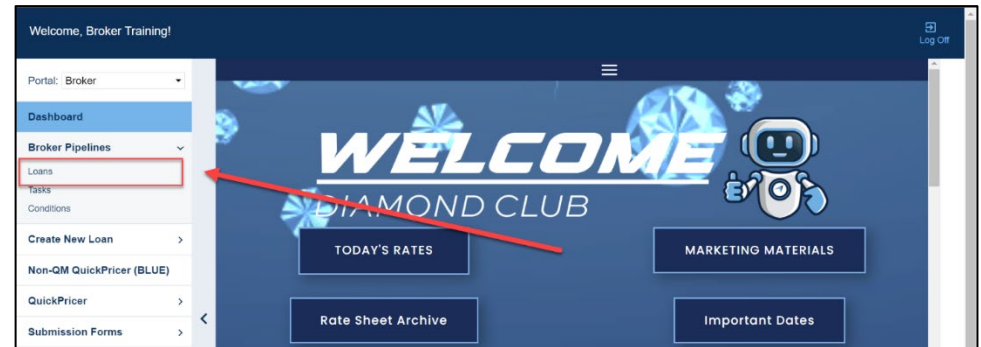 Welcome, Broker Training!
Log Off
Portal: Broker
Dashboard
Broker Pipelines
Loans
Tasks
Conditions
Create New Loan
Non-QM QuickPricer (BLUE)
QuickPricer
Submission Forms
WELCOME
DIAMOND CLUB
TODAY'S RATES
MARKETING MATERIALS
Rate Sheet Archive
Important Dates